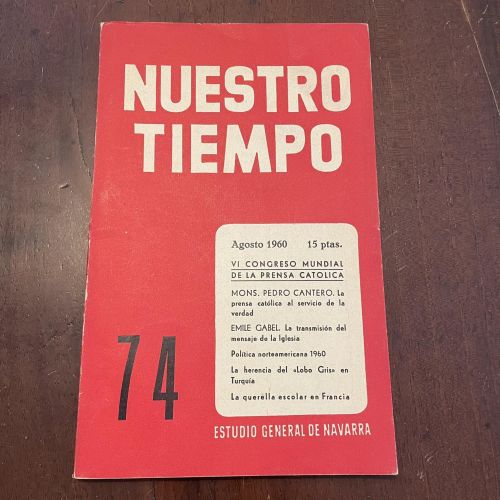 NUESTRO
TIEMPO
Agosto 1960 15 ptas.
VI CONGRESO MUNDIAL
DE LA PRENSA CATOLICA
MONS. PEDRO CANTERO. La
prensa católica al servicio de la
verdad
EMILE GABEL. La transmisión del
mensaje de la Iglesia
Política norteamericana 1960
La herencia del «Lobo Gris» en
Turquía
La querella escolar en Francia
74
ESTUDIO GENERAL DE NAVARRA